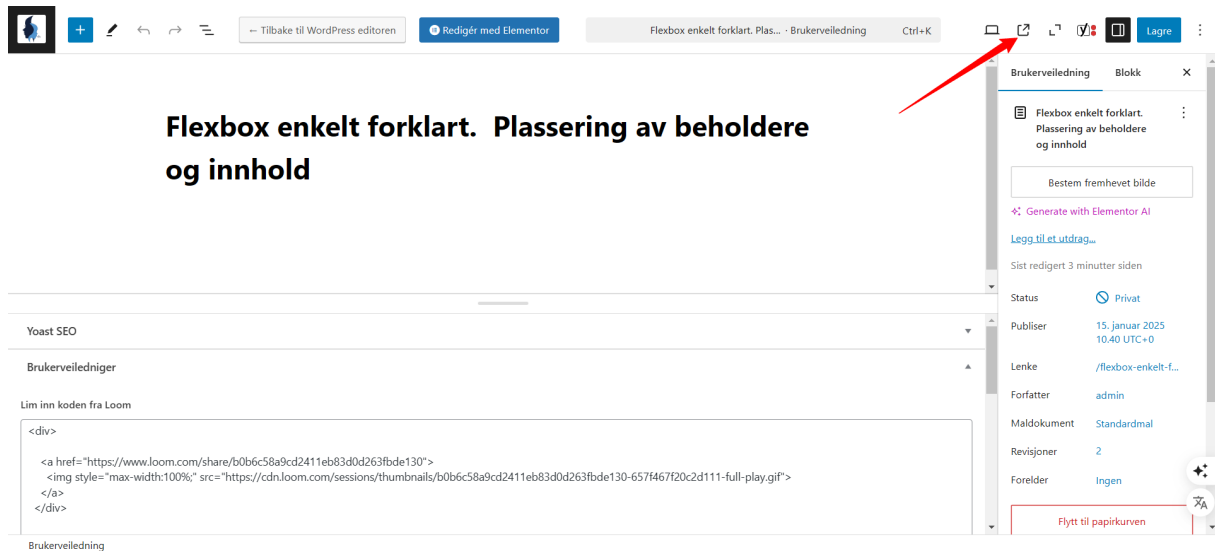 ← Tilbake til WordPress editoren
Redigér med Elementor
Flexbox enkelt forklart. Plas... · Brukerveiledning Ctrl+K
Lagre
Flexbox enkelt forklart. Plassering av beholdere
og innhold
Yoast SEO
Brukerveiledniger
Lim inn koden fra Loom
<div>
<a href="https://www.loom.com/share/b0b6c58a9cd2411eb83d0d263fbde130">
<img style="max-width:100%;" src="https://cdn.loom.com/sessions/thumbnails/b0b6c58a9cd2411eb83d0d263fbde130-657f467f20c2d111-full-play.gif">
</a>
</div>
Brukerveiledning
Brukerveiledning Blokk
Flexbox enkelt forklart.
Plassering av beholdere
og innhold
Bestem fremhevet bilde
Generate with Elementor AI
Legg til et utdrag...
Sist redigert 3 minutter siden
Status Privat
Publiser 15. januar 2025
10.40 UTC+0
Lenke /flexbox-enkelt-f...
Forfatter admin
Maldokument Standardmal
Revisjoner 2
Forelder Ingen
Flytt til papirkurven